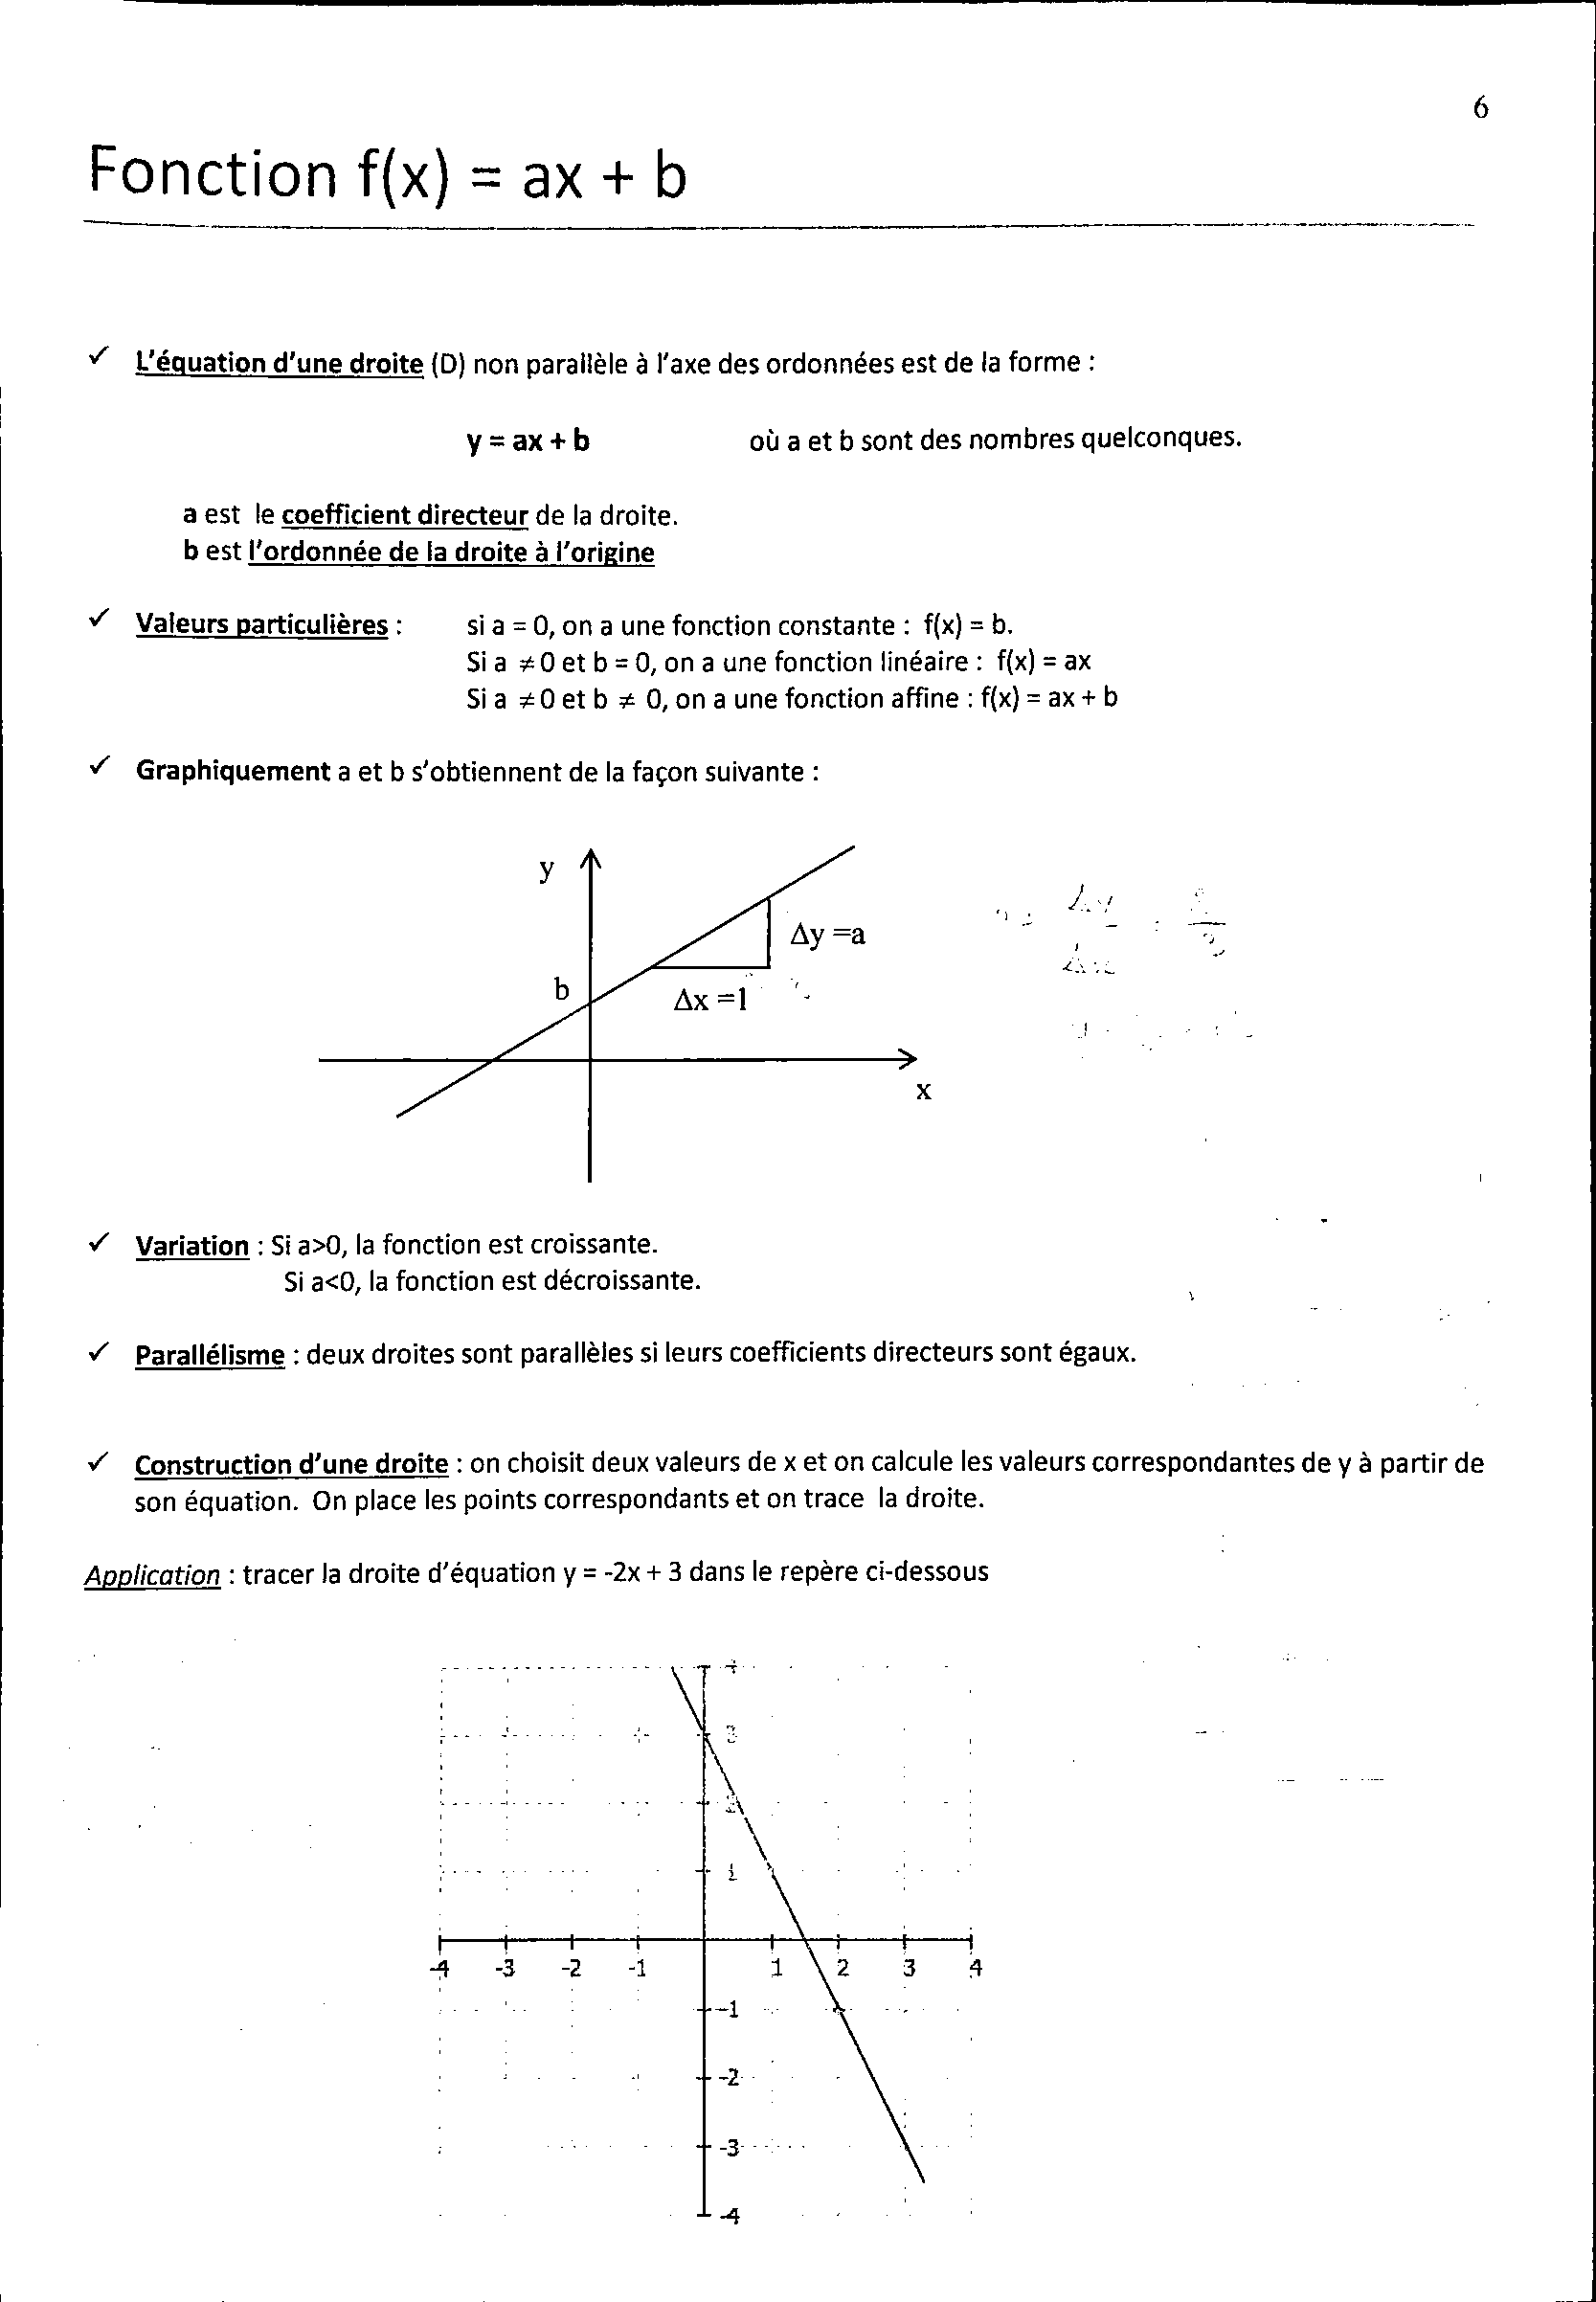 6
Fonction f(x) = ax + b
✓ L'équation d'une droite (D) non parallèle à l'axe des ordonnées est de la forme :
y = ax + b où a et b sont des nombres quelconques.
a est le coefficient directeur de la droite.
b est l'ordonnée de la droite à l'origine
✓ Valeurs particulières : si a = 0, on a une fonction constante : f(x) = b.
Si a ≠ 0 et b = 0, on a une fonction linéaire : f(x) = ax
Si a ≠ 0 et b ≠ 0, on a une fonction affine : f(x) = ax + b
✓ Graphiquement a et b s'obtiennent de la façon suivante :
y
Δy =a
b
Δx =1
x
✓ Variation : Si a>0, la fonction est croissante.
Si a<0, la fonction est décroissante.
✓ Parallélisme : deux droites sont parallèles si leurs coefficients directeurs sont égaux.
✓ Construction d'une droite : on choisit deux valeurs de x et on calcule les valeurs correspondantes de y à partir de
son équation. On place les points correspondants et on trace la droite.
Application : tracer la droite d'équation y = -2x + 3 dans le repère ci-dessous
4
3
2
1
-4 -3 -2 -1 1 2 3 4
-1
-2
-3
-4